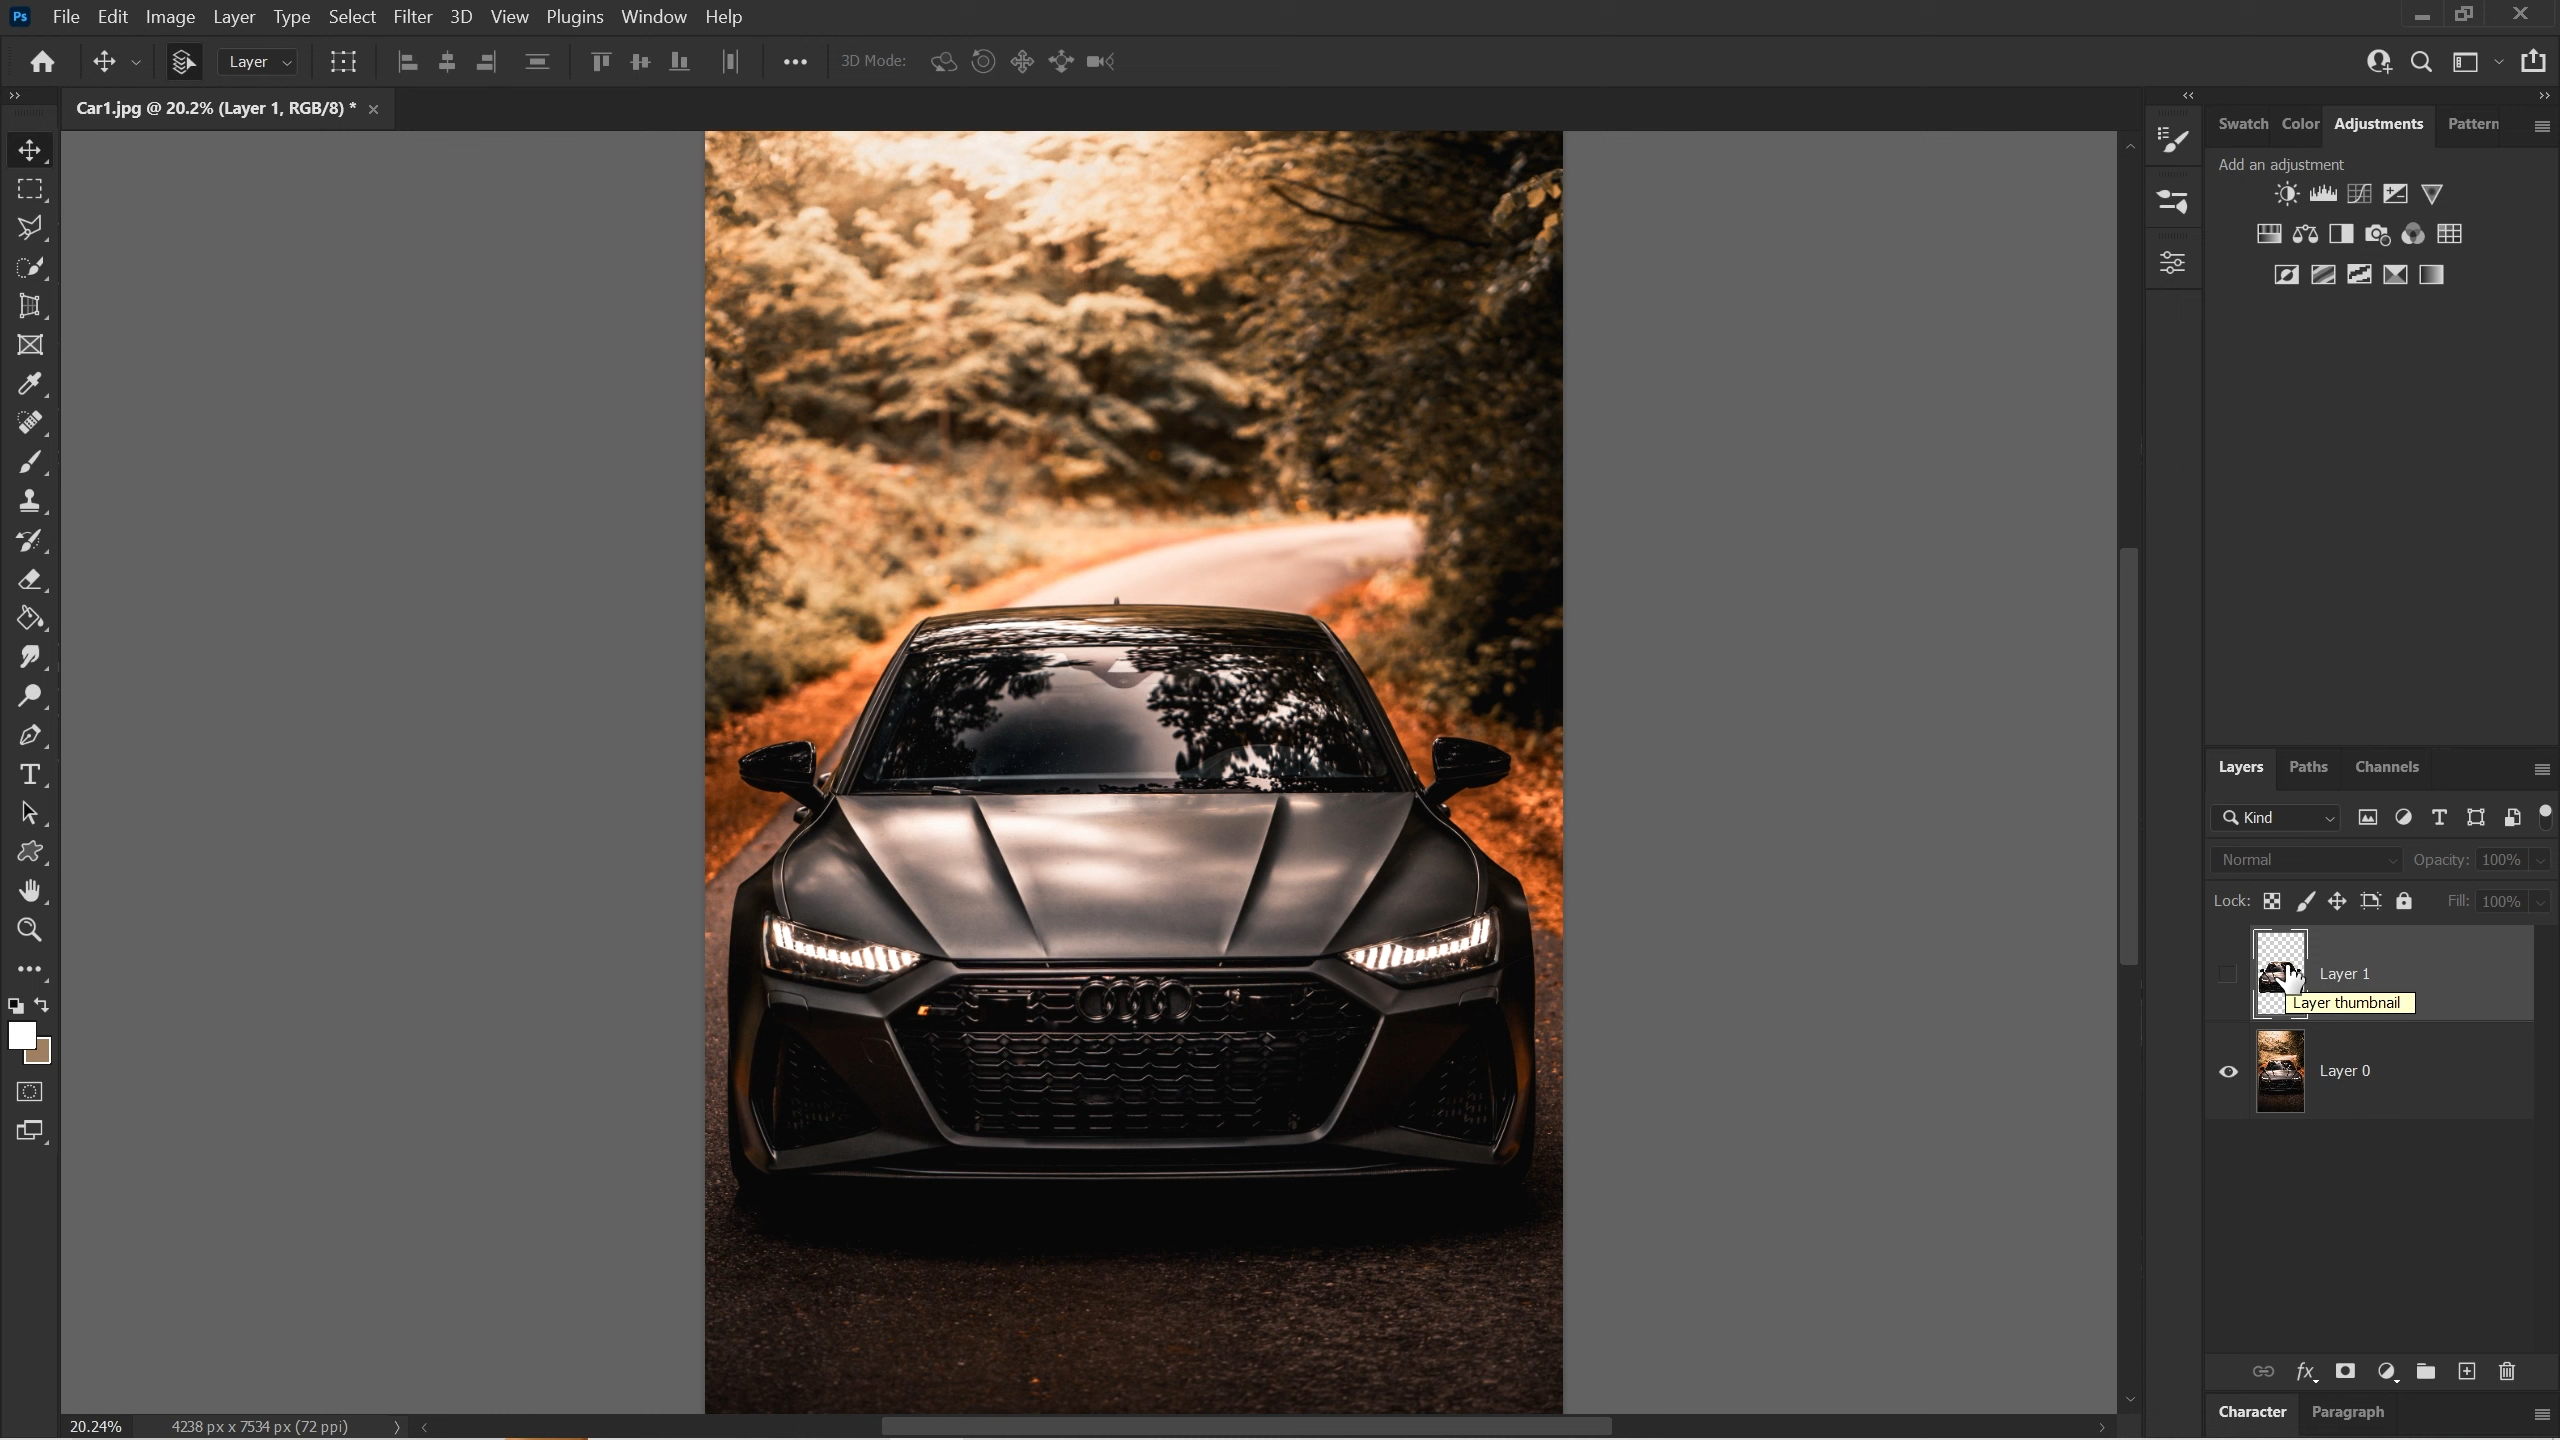 Ps File Edit Image Layer Type Select Filter 3D View Plugins Window Help
Layer 3D Mode:
Car1.jpg @ 20.2% (Layer 1, RGB/8) *
Swatch Color Adjustments Pattern
Add an adjustment
Layers Paths Channels
Kind
Normal Opacity: 100%
Lock: Fill: 100%
Layer 1
Layer thumbnail
Layer 0
fx
Character Paragraph
20.24% 4238 px x 7534 px (72 ppi)